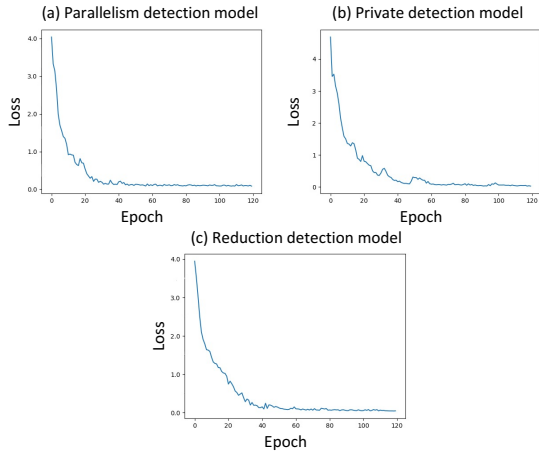 (a) Parallelism detection model
4.0
3.0
2.0
1.0
0.0
Loss
0 20 40 60 80 100 120
Epoch
(b) Private detection model
4
3
2
1
0
Loss
0 20 40 60 80 100 120
Epoch
(c) Reduction detection model
4.0
3.0
2.0
1.0
0.0
Loss
0 20 40 60 80 100 120
Epoch